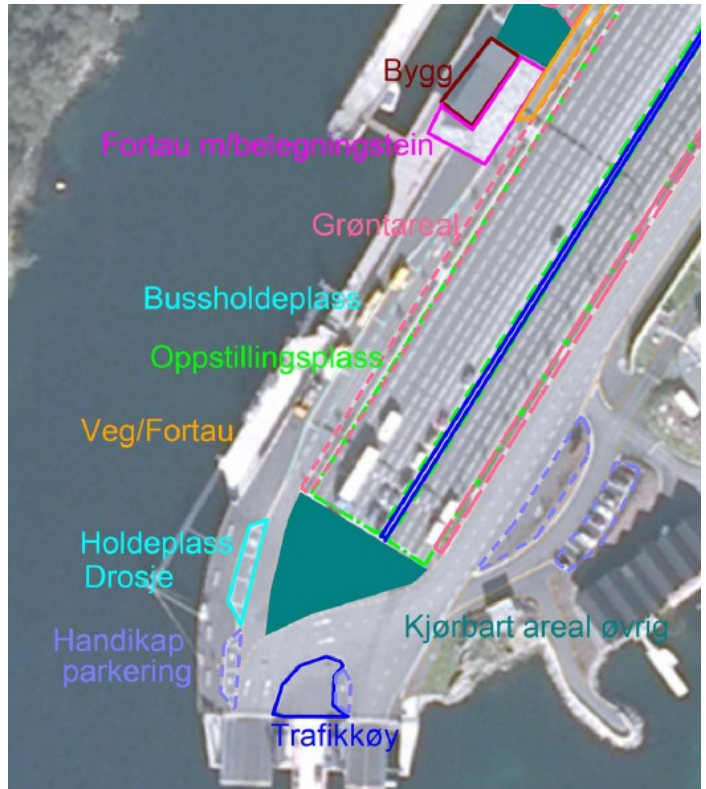 Bygg
Fortau m/belegningstein
Grøntareal
Bussholdeplass
Oppstillingsplass
Veg/Fortau
Holdeplass
Drosje
Handikap
parkering
Kjørbart areal øvrig
Trafikkøy